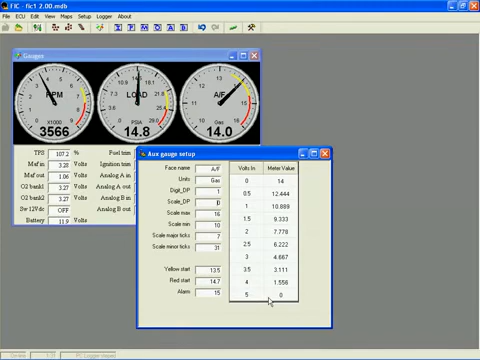 FIC - fic1 2.00.mdb
File ECU Edit View Maps Setup Logger About
Gauges
RPM
X1000
3566
LOAD
PSIA
14.8
A/F
Gas
14.0
TPS 107.2 % Fuel trim
Maf in 3.28 Volts Ignition trim
Maf out 1.06 Volts Analog A in
O2 bank1 3.27 Volts Analog A out
O2 bank2 3.27 Volts Analog B in
Sw 12Vdc OFF Analog B out
Battery 11.9 Volts
Aux gauge setup
Face name A/F
Units Gas
Digit_DP 1
Scale_DP 0
Scale max 16
Scale min 10
Scale major ticks 7
Scale minor ticks 31
Yellow start 13.5
Red start 14.7
Alarm 15
Volts In Meter Value
0 14
0.5 12.444
1 10.889
1.5 9.333
2 7.778
2.5 6.222
3 4.667
3.5 3.111
4 1.556
5 0